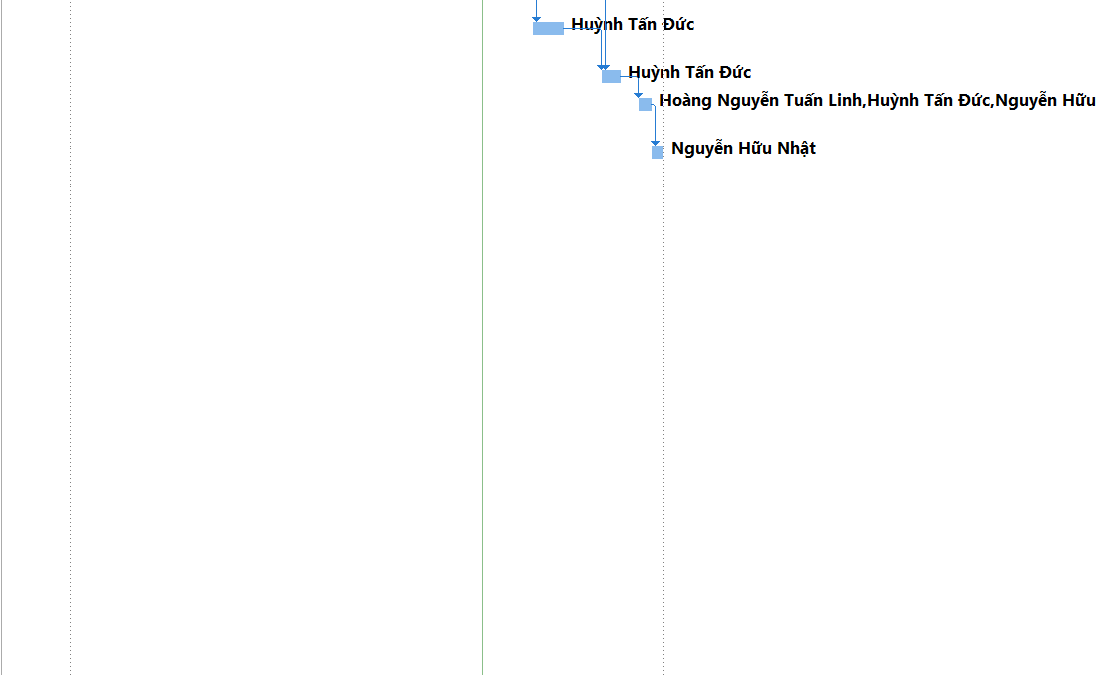 Huỳnh Tấn Đức
Huỳnh Tấn Đức
Hoàng Nguyễn Tuấn Linh,Huỳnh Tấn Đức,Nguyễn Hữu
Nguyễn Hữu Nhật